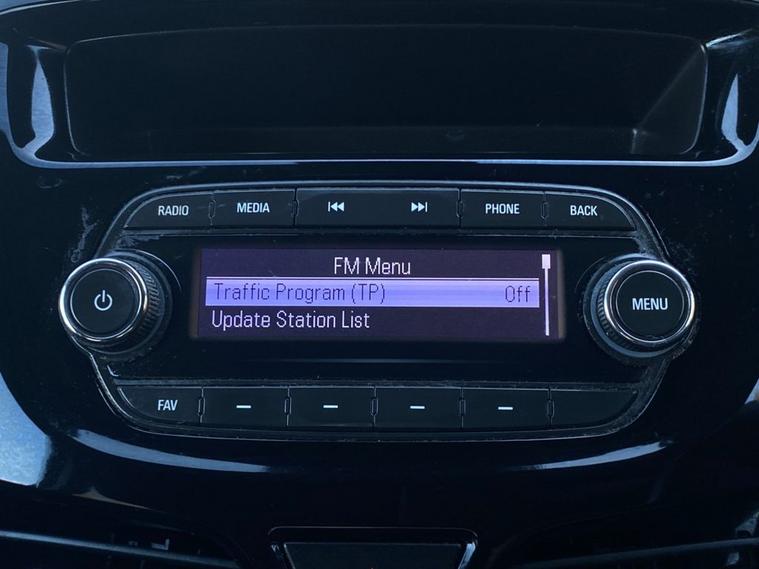 RADIO MEDIA PHONE BACK
FM Menu
Traffic Program (TP) Off
Update Station List
MENU
FAV